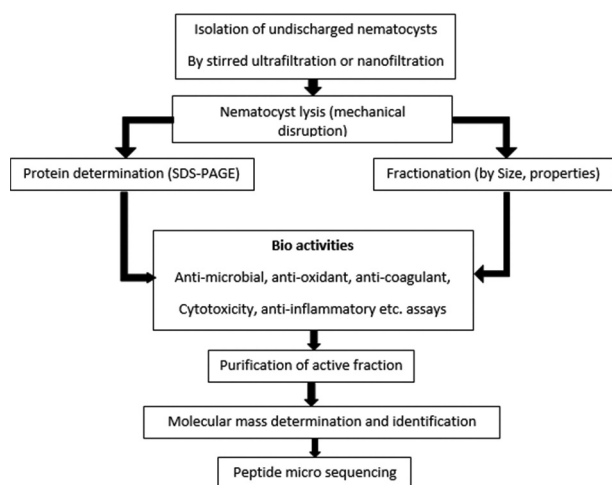 Isolation of undischarged nematocysts
By stirred ultrafiltration or nanofiltration
Nematocyst lysis (mechanical
disruption)
Protein determination (SDS-PAGE)
Fractionation (by Size, properties)
Bio activities
Anti-microbial, anti-oxidant, anti-coagulant,
Cytotoxicity, anti-inflammatory etc. assays
Purification of active fraction
Molecular mass determination and identification
Peptide micro sequencing